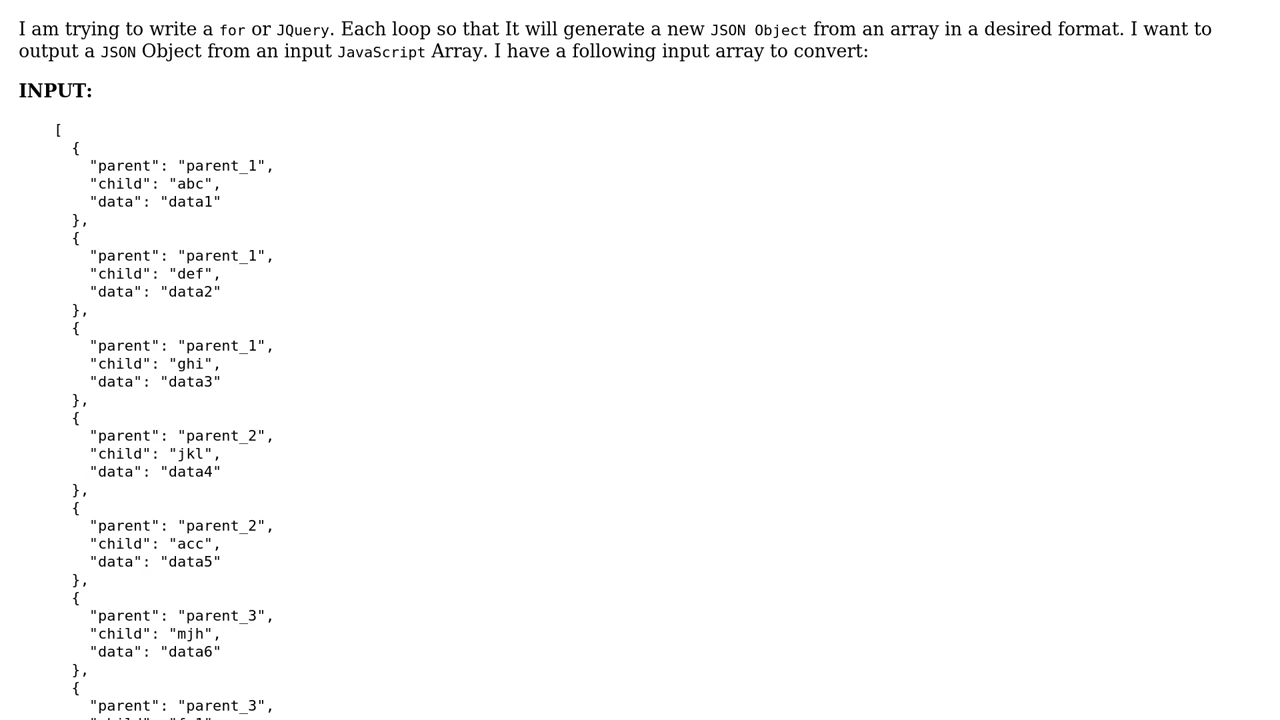 I am trying to write a for or JQuery. Each loop so that It will generate a new JSON Object from an array in a desired format. I want to
output a JSON Object from an input JavaScript Array. I have a following input array to convert:
INPUT:
[
{
"parent": "parent_1",
"child": "abc",
"data": "data1"
},
{
"parent": "parent_1",
"child": "def",
"data": "data2"
},
{
"parent": "parent_1",
"child": "ghi",
"data": "data3"
},
{
"parent": "parent_2",
"child": "jkl",
"data": "data4"
},
{
"parent": "parent_2",
"child": "acc",
"data": "data5"
},
{
"parent": "parent_3",
"child": "mjh",
"data": "data6"
},
{
"parent": "parent_3",